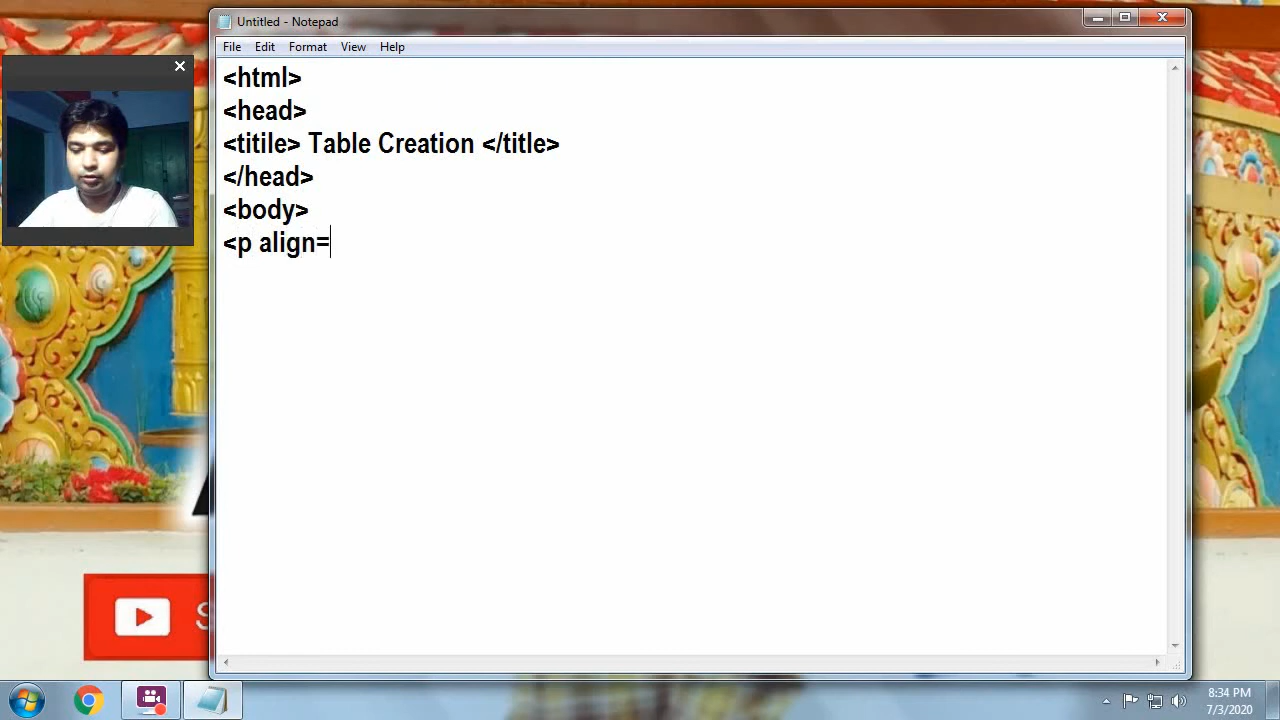 Untitled - Notepad
File Edit Format View Help
<html>
<head>
<titile> Table Creation </title>
</head>
<body>
<p align=
S
8:34 PM
7/3/2020